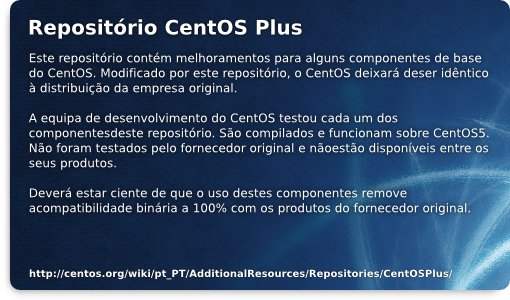 Repositório CentOS Plus
Este repositório contém melhoramentos para alguns componentes de base
do CentOS. Modificado por este repositório, o CentOS deixará deser idêntico
à distribuição da empresa original.
A equipa de desenvolvimento do CentOS testou cada um dos
componentesdeste repositório. São compilados e funcionam sobre CentOS5.
Não foram testados pelo fornecedor original e nãoestão disponíveis entre os
seus produtos.
Deverá estar ciente de que o uso destes componentes remove
acompatibilidade binária a 100% com os produtos do fornecedor original.
http://centos.org/wiki/pt_PT/AdditionalResources/Repositories/CentOSPlus/